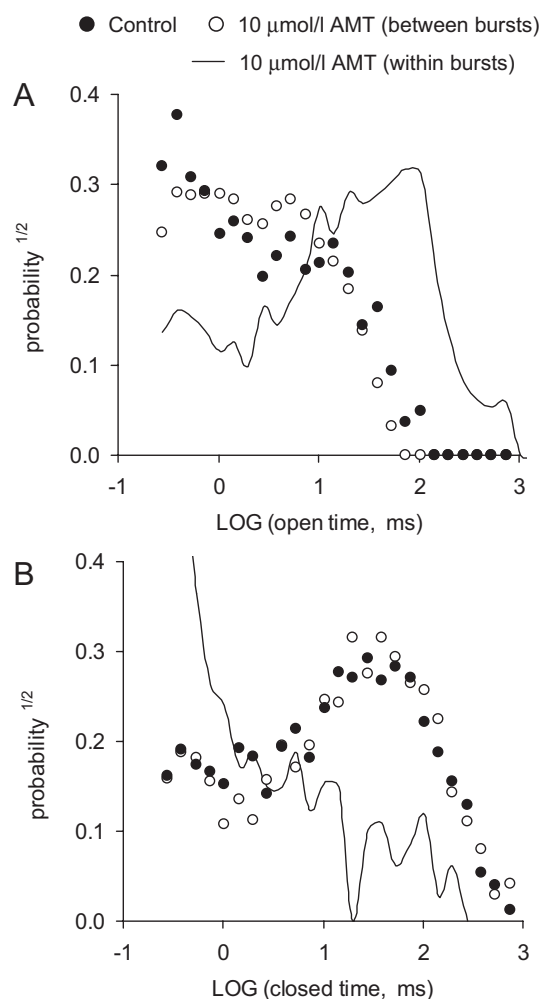 Control 10 μmol/l AMT (between bursts)
10 μmol/l AMT (within bursts)
A
0.4
0.3
0.2
0.1
0.0
probability 1/2
-1 0 1 2 3
LOG (open time, ms)
B
0.4
0.3
0.2
0.1
0.0
probability 1/2
-1 0 1 2 3
LOG (closed time, ms)